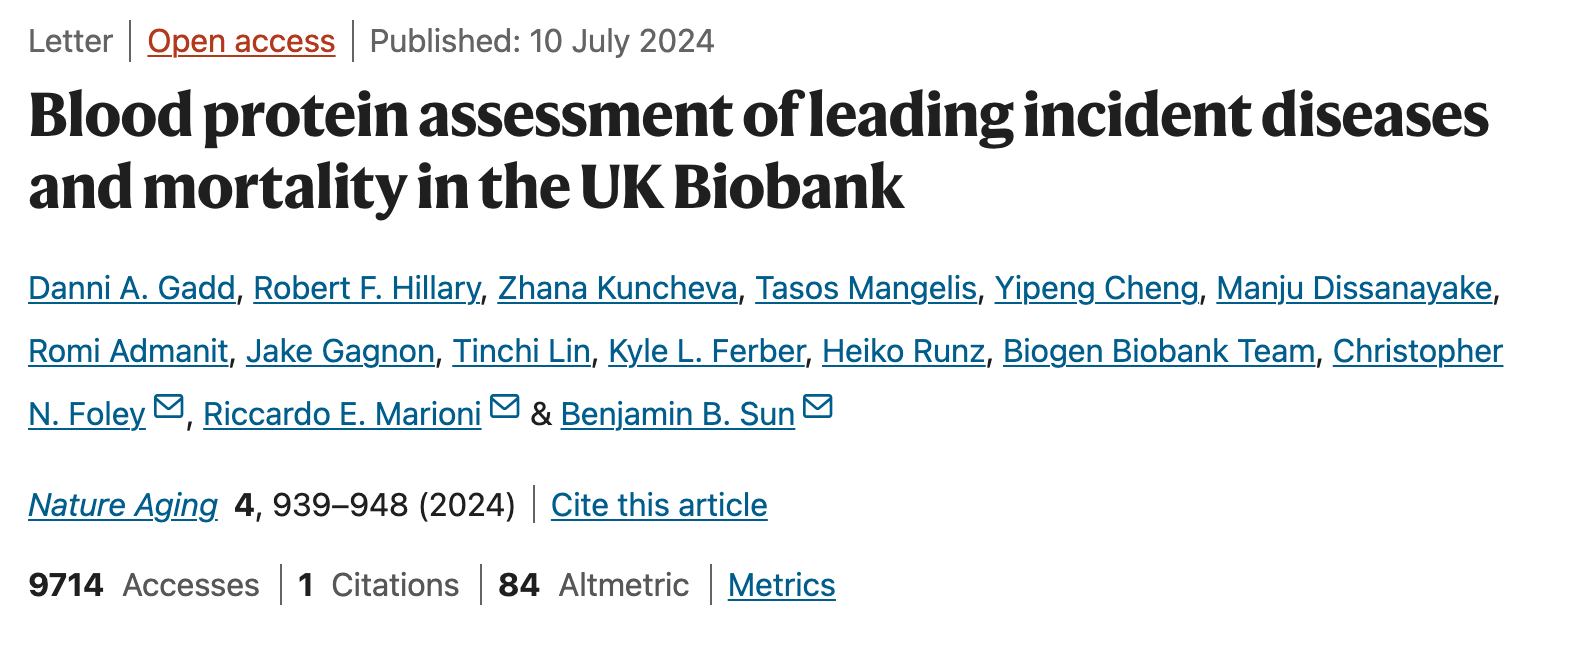 Letter | Open access | Published: 10 July 2024
Blood protein assessment of leading incident diseases
and mortality in the UK Biobank
Danni A. Gadd, Robert F. Hillary, Zhana Kuncheva, Tasos Mangelis, Yipeng Cheng, Manju Dissanayake,
Romi Admanit, Jake Gagnon, Tinchi Lin, Kyle L. Ferber, Heiko Runz, Biogen Biobank Team, Christopher
N. Foley, Riccardo E. Marioni & Benjamin B. Sun
Nature Aging 4, 939–948 (2024) | Cite this article
9714 Accesses | 1 Citations | 84 Altmetric | Metrics